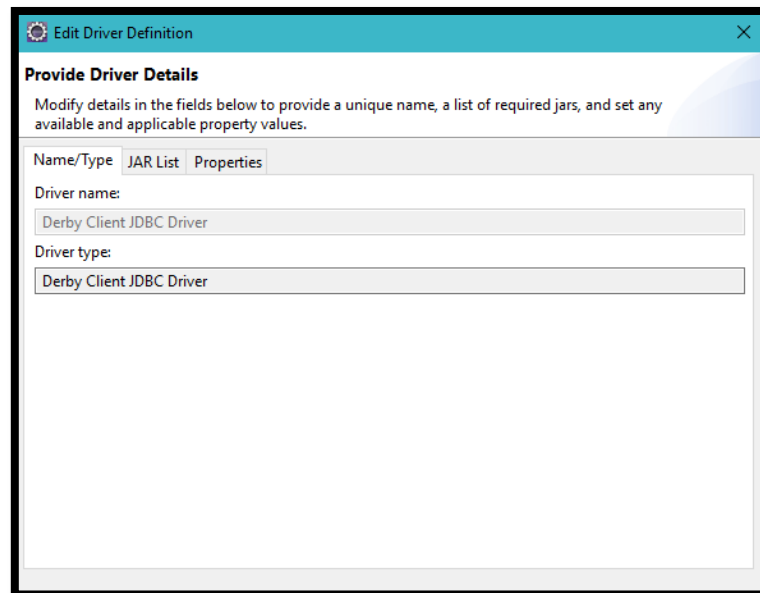 Edit Driver Definition
Provide Driver Details
Modify details in the fields below to provide a unique name, a list of required jars, and set any
available and applicable property values.
Name/Type JAR List Properties
Driver name:
Derby Client JDBC Driver
Driver type:
Derby Client JDBC Driver